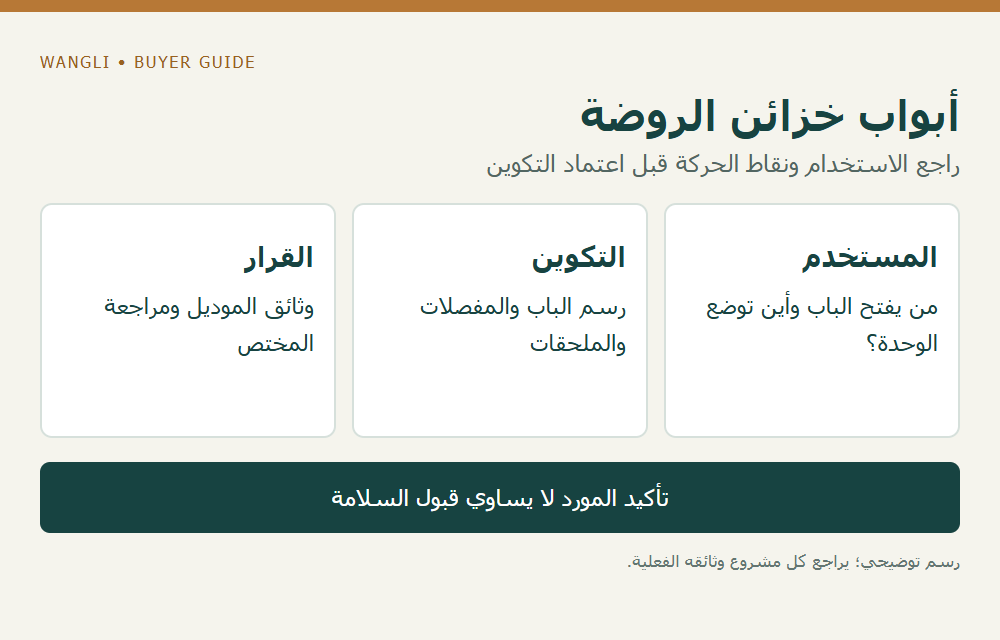 WANGLI • BUYER GUIDE
أبواب خزائن الروضة
راجع الاستخدام ونقاط الحركة قبل اعتماد التكوين
المستخدم
من يفتح الباب وأين توضع
الوحدة؟
التكوين
رسم الباب والمفصلات
والملحقات
القرار
وثائق الموديل ومراجعة
المختص
تأكيد المورد لا يساوي قبول السلامة
رسم توضيحي؛ يراجع كل مشروع وثائقه الفعلية.